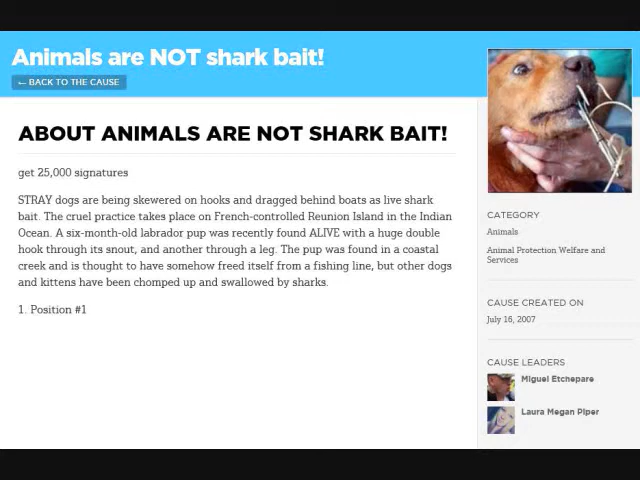 Animals are NOT shark bait!
← BACK TO THE CAUSE
ABOUT ANIMALS ARE NOT SHARK BAIT!
get 25,000 signatures
STRAY dogs are being skewered on hooks and dragged behind boats as live shark
bait. The cruel practice takes place on French-controlled Reunion Island in the Indian
Ocean. A six-month-old labrador pup was recently found ALIVE with a huge double
hook through its snout, and another through a leg. The pup was found in a coastal
creek and is thought to have somehow freed itself from a fishing line, but other dogs
and kittens have been chomped up and swallowed by sharks.
1. Position #1
CATEGORY
Animals
Animal Protection Welfare and
Services
CAUSE CREATED ON
July 16, 2007
CAUSE LEADERS
Miguel Etchepare
Laura Megan Piper